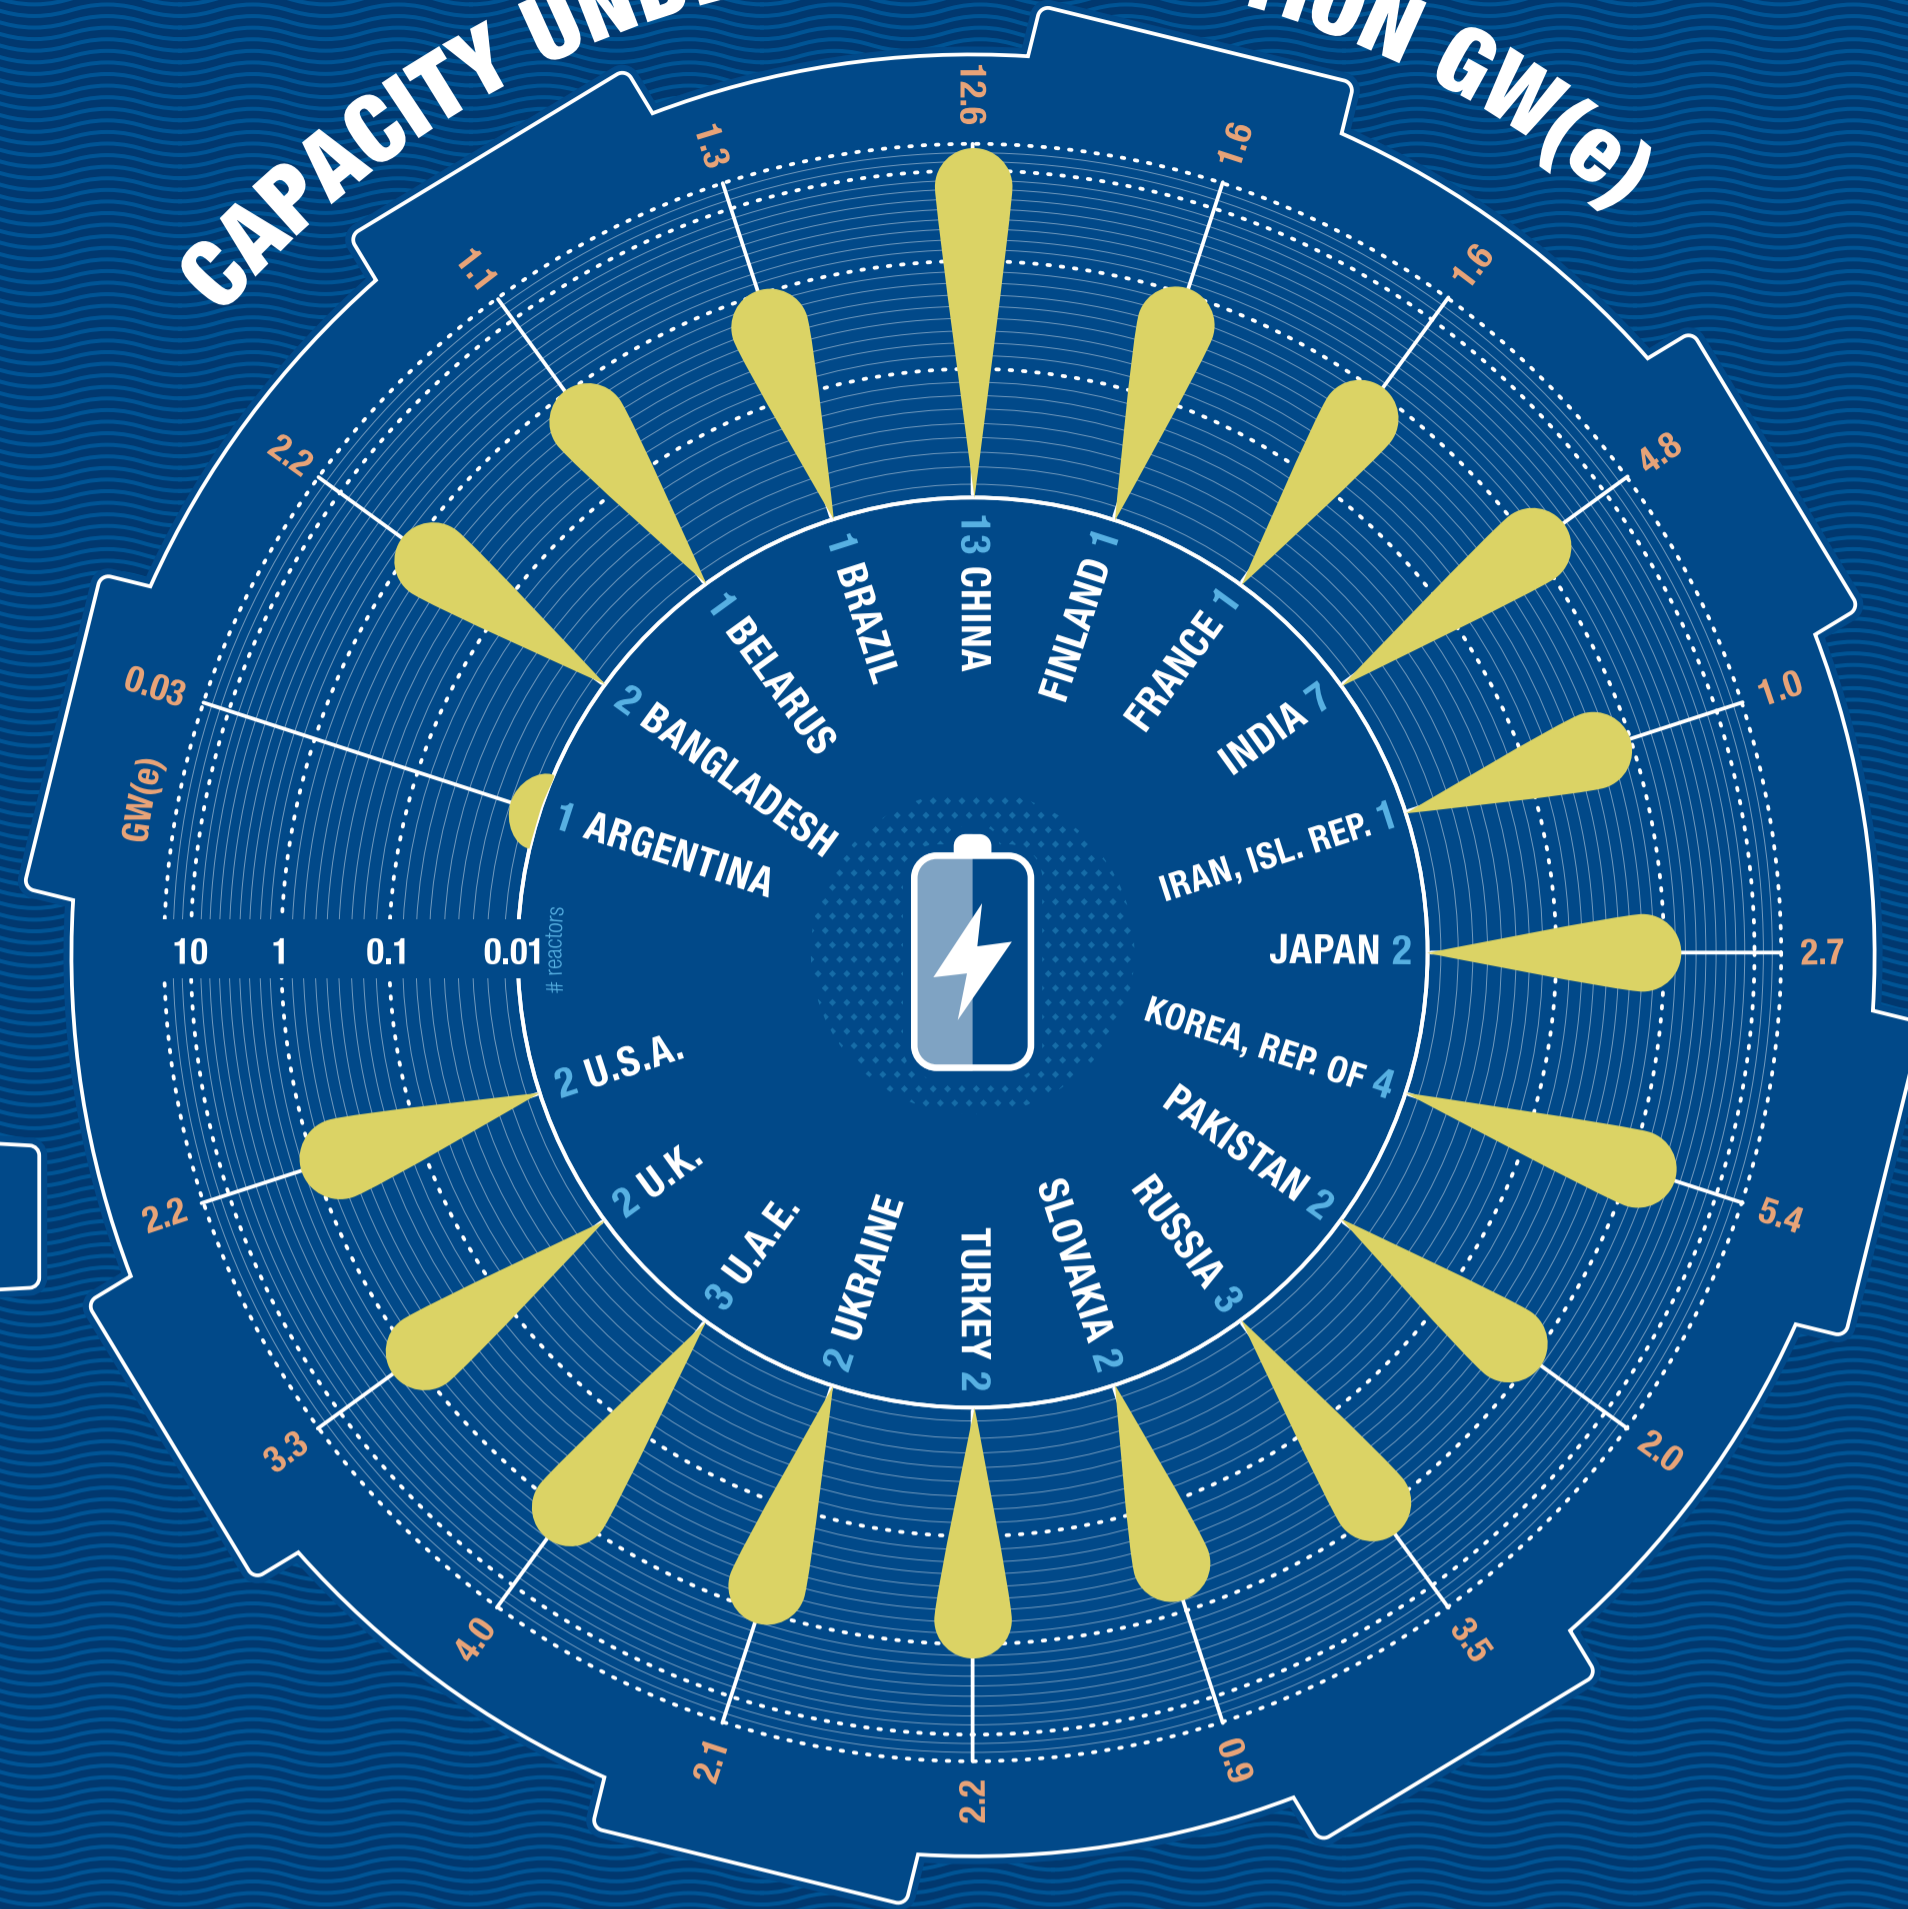 CAPACITY UND
ION GW(e)
12.6
13 CHINA
1.6
FINLAND 1
1.6
FRANCE 1
4.8
INDIA 7
1.0
IRAN, ISL. REP. 1
2.7
JAPAN 2
5.4
KOREA, REP. OF 4
2.0
PAKISTAN 2
3.5
RUSSIA 3
0.9
SLOVAKIA 2
2.2
TURKEY 2
2.1
2 UKRAINE
4.0
3 U.A.E.
3.3
2 U.K.
2.2
2 U.S.A.
10 1 0.1 0.01
# reactors
GW(e)
0.03
1 ARGENTINA
2.2
2 BANGLADESH
1.1
1 BELARUS
1.3
1 BRAZIL